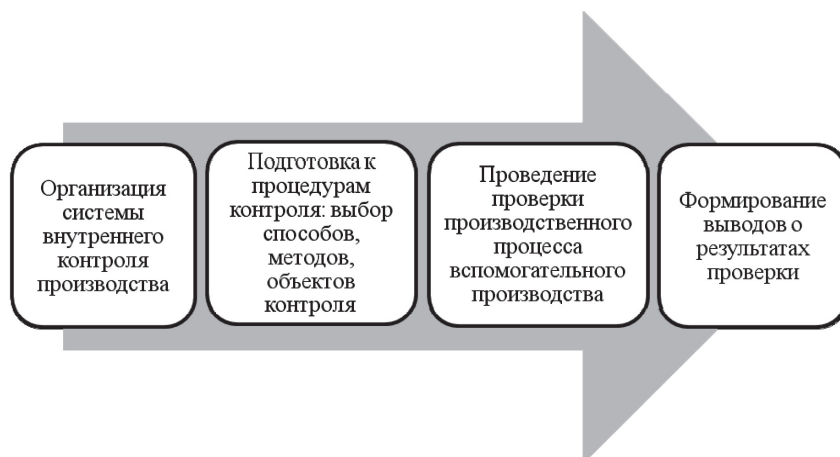 Организация
системы
внутреннего
контроля
производства
Подготовка к
процедурам
контроля: выбор
способов,
методов,
объектов
контроля
Проведение
проверки
производственного
процесса
вспомогательного
производства
Формирование
выводов о
результатах
проверки